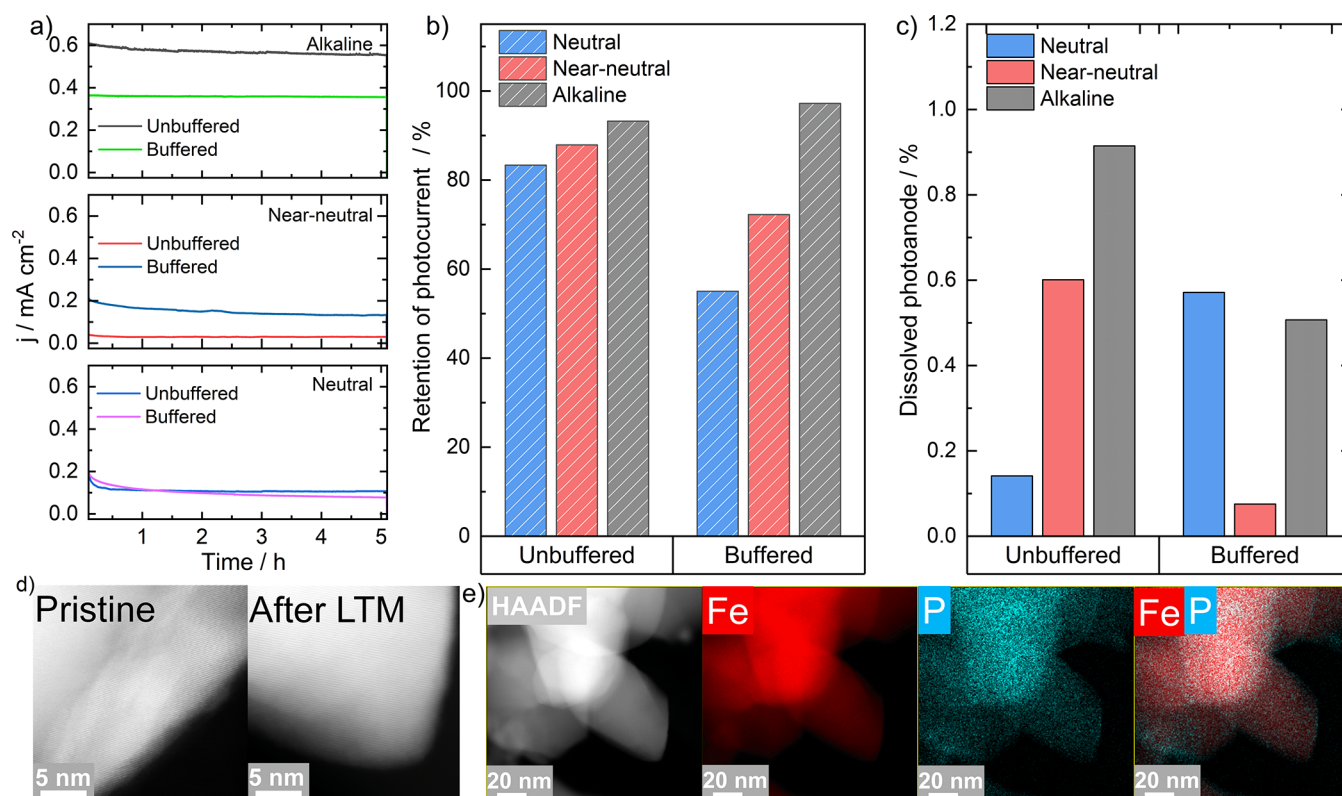 a)
j / mA cm⁻²
0.6
0.4
0.2
0.0
Alkaline
Unbuffered
Buffered
0.6
0.4
0.2
0.0
Near-neutral
Unbuffered
Buffered
0.6
0.4
0.2
0.0
Neutral
Unbuffered
Buffered
1 2 3 4 5
Time / h
b)
Retention of photocurrent / %
100
80
60
40
20
0
Neutral
Near-neutral
Alkaline
Unbuffered Buffered
c)
Dissolved photoanode / %
1.2
1.0
0.8
0.6
0.4
0.2
0.0
Neutral
Near-neutral
Alkaline
Unbuffered Buffered
d)
Pristine
5 nm
After LTM
5 nm
e)
HAADF
20 nm
Fe
20 nm
P
20 nm
Fe P
20 nm